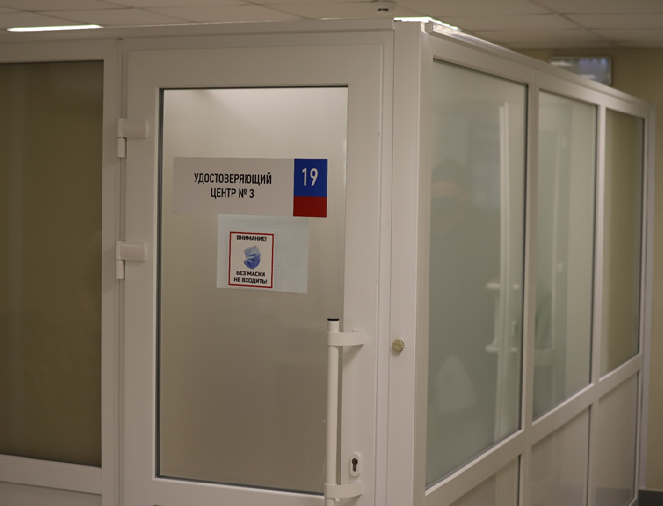 УДОСТОВЕРЯЮЩИЙ
ЦЕНТР № 3
19
ВНИМАНИЕ!
БЕЗ МАСКИ
НЕ ВХОДИТЬ!